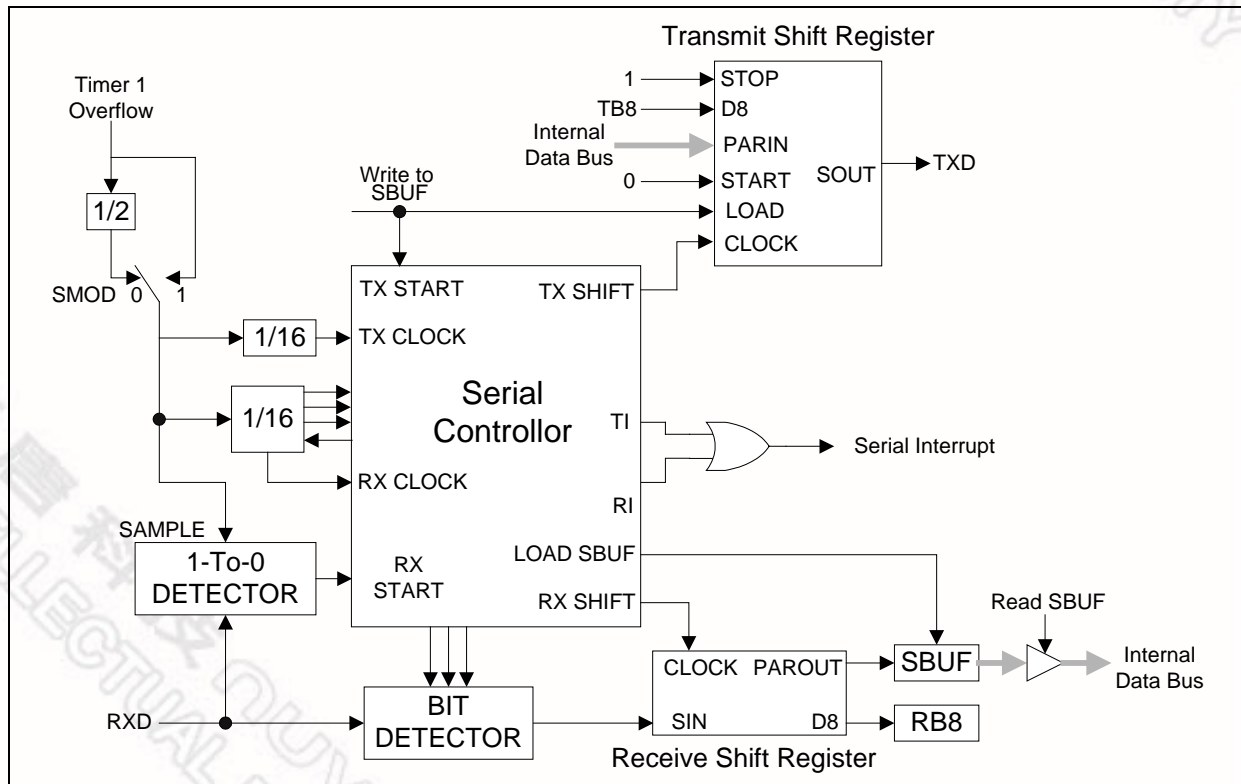 Transmit Shift Register
Timer 1
Overflow
1
STOP
TB8
D8
Internal
Data Bus
PARIN
SOUT
TXD
0
START
Write to
SBUF
LOAD
CLOCK
1/2
SMOD 0 1
TX START
TX SHIFT
1/16
TX CLOCK
1/16
Serial
Controllor
TI
Serial Interrupt
RX CLOCK
RI
SAMPLE
1-To-0
DETECTOR
RX
START
LOAD SBUF
RX SHIFT
Read SBUF
CLOCK PAROUT
SBUF
Internal
Data Bus
RXD
BIT
DETECTOR
SIN
D8
RB8
Receive Shift Register